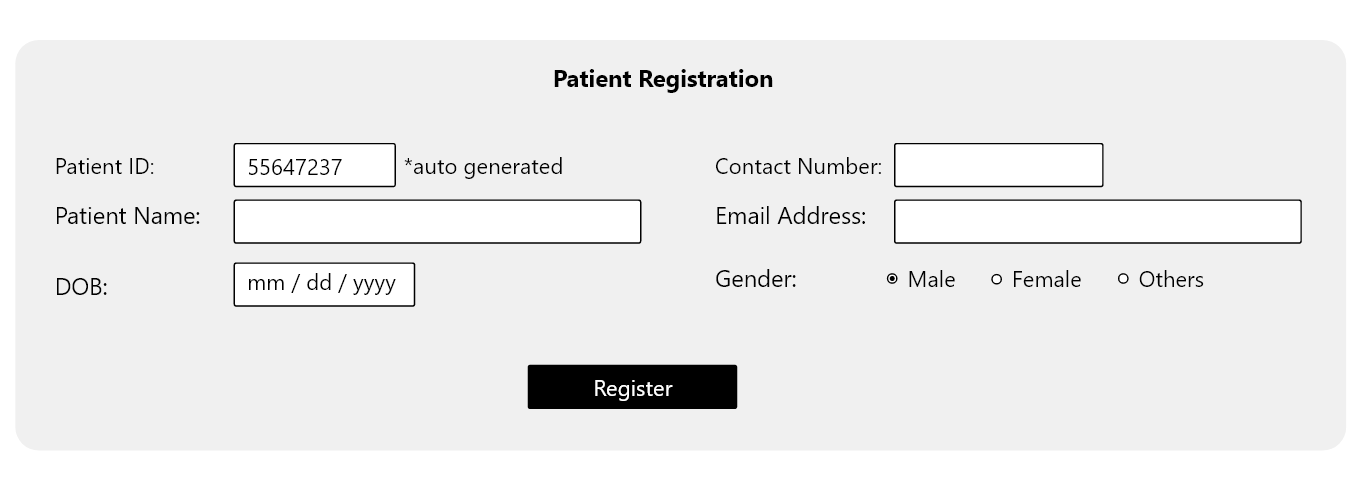 Patient Registration
Patient ID: 55647237 *auto generated
Contact Number:
Patient Name:
Email Address:
DOB: mm / dd / yyyy
Gender: Male Female Others
Register